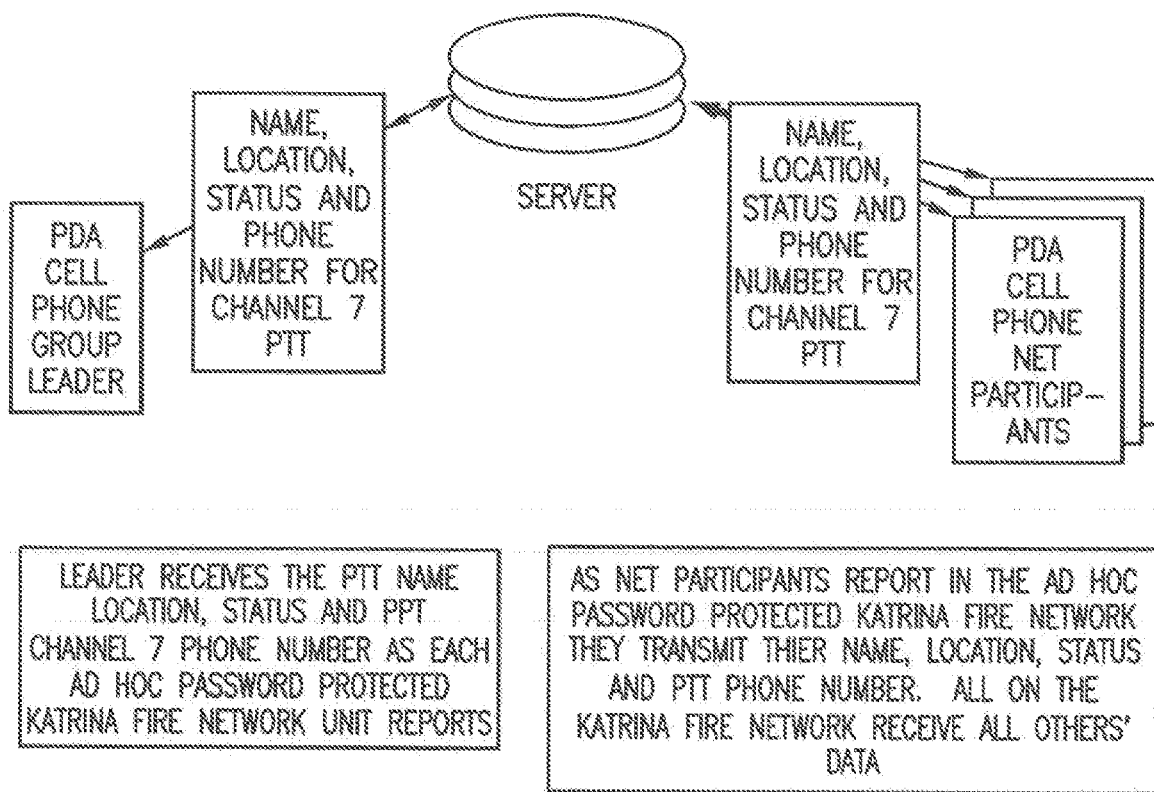 NAME,
LOCATION,
STATUS AND
PHONE
NUMBER FOR
CHANNEL 7
PTT
SERVER
NAME,
LOCATION,
STATUS AND
PHONE
NUMBER FOR
CHANNEL 7
PTT
PDA
CELL
PHONE
GROUP
LEADER
PDA
CELL
PHONE
NET
PARTICIP-
ANTS
LEADER RECEIVES THE PTT NAME
LOCATION, STATUS AND PPT
CHANNEL 7 PHONE NUMBER AS EACH
AD HOC PASSWORD PROTECTED
KATRINA FIRE NETWORK UNIT REPORTS
AS NET PARTICIPANTS REPORT IN THE AD HOC
PASSWORD PROTECTED KATRINA FIRE NETWORK
THEY TRANSMIT THIER NAME, LOCATION, STATUS
AND PTT PHONE NUMBER. ALL ON THE
KATRINA FIRE NETWORK RECEIVE ALL OTHERS'
DATA